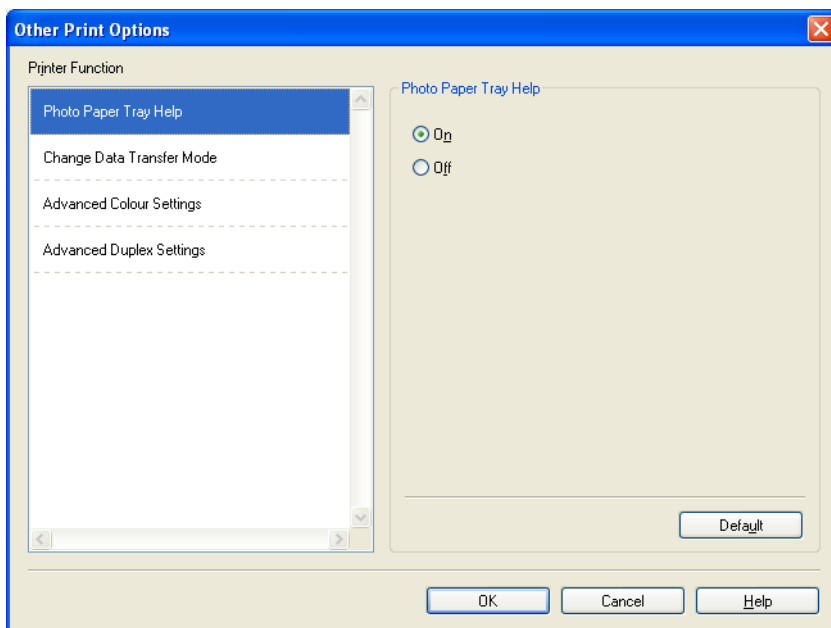 Other Print Options
Printer Function
Photo Paper Tray Help
Change Data Transfer Mode
Advanced Colour Settings
Advanced Duplex Settings
Photo Paper Tray Help
On
Off
Default
OK
Cancel
Help